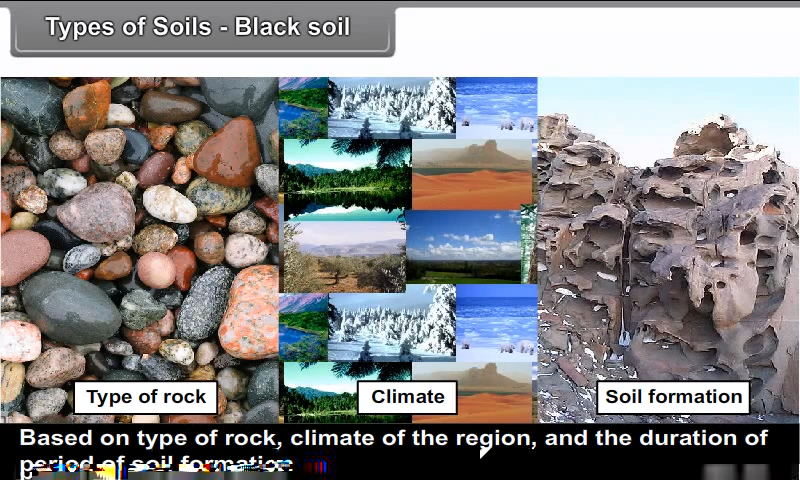 Types of Soils - Black soil
Type of rock
Climate
Soil formation
Based on type of rock, climate of the region, and the duration of
period of soil formation